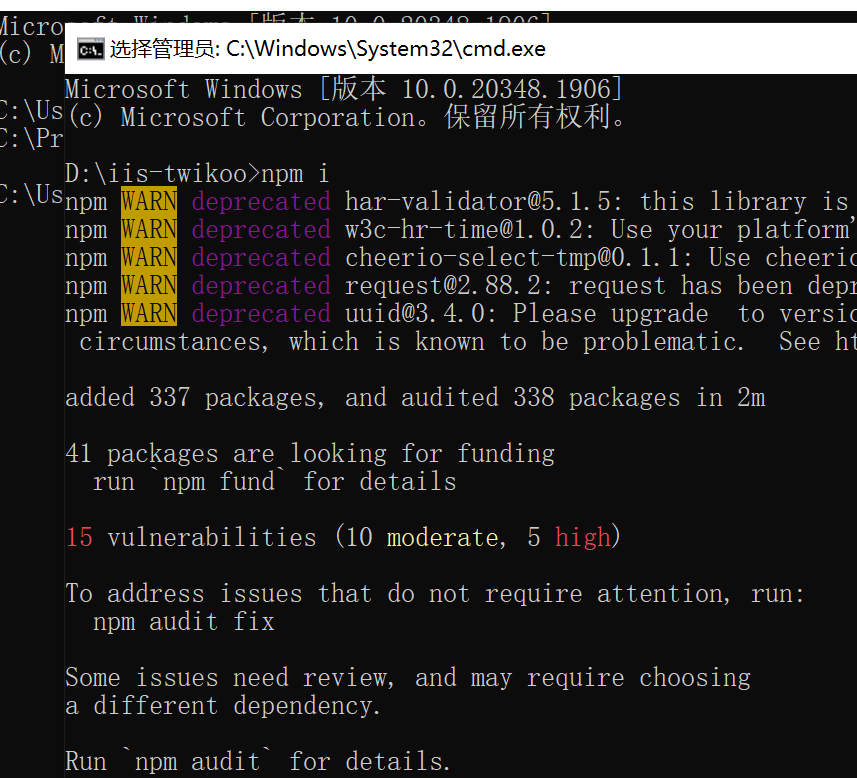 Microsoft Windows [版本 10.0.20348.1906]
(c) M
C:\Us
C:\Pr
C:\Us
选择管理员: C:\Windows\System32\cmd.exe
Microsoft Windows [版本 10.0.20348.1906]
(c) Microsoft Corporation。保留所有权利。
D:\iis-twikoo>npm i
npm WARN deprecated har-validator@5.1.5: this library is
npm WARN deprecated w3c-hr-time@1.0.2: Use your platform'
npm WARN deprecated cheerio-select-tmp@0.1.1: Use cheerio
npm WARN deprecated request@2.88.2: request has been depr
npm WARN deprecated uuid@3.4.0: Please upgrade  to versio
circumstances, which is known to be problematic.  See ht
added 337 packages, and audited 338 packages in 2m
41 packages are looking for funding
run `npm fund` for details
15 vulnerabilities (10 moderate, 5 high)
To address issues that do not require attention, run:
npm audit fix
Some issues need review, and may require choosing
a different dependency.
Run `npm audit` for details.